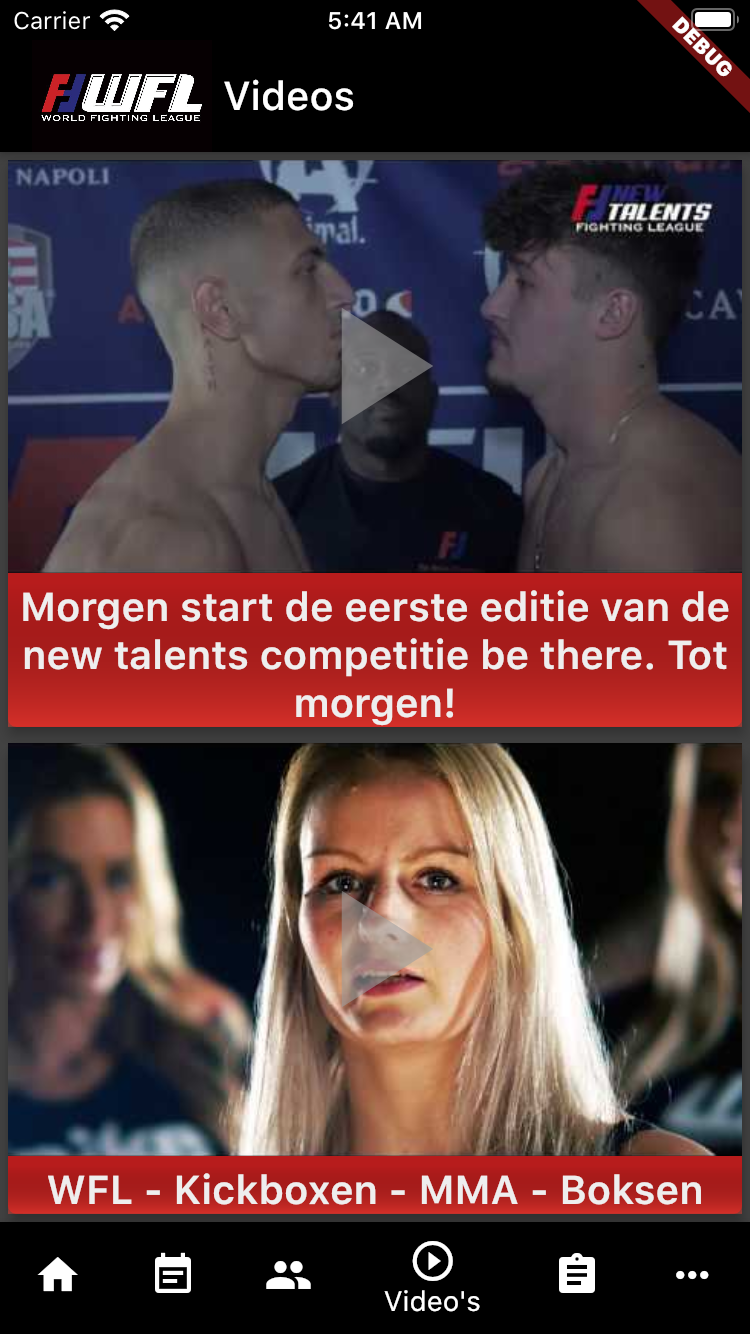 Carrier 5:41 AM
DEBUG
WFL Videos
WORLD FIGHTING LEAGUE
NAPOLI
NEW
TALENTS
FIGHTING LEAGUE
Morgen start de eerste editie van de
new talents competitie be there. Tot
morgen!
WFL - Kickboxen - MMA - Boksen
Video's